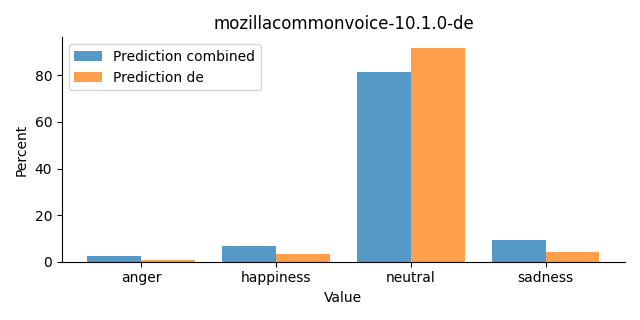 mozillacommonvoice-10.1.0-de
Prediction combined
Prediction de
Percent
80
60
40
20
0
anger happiness neutral sadness
Value